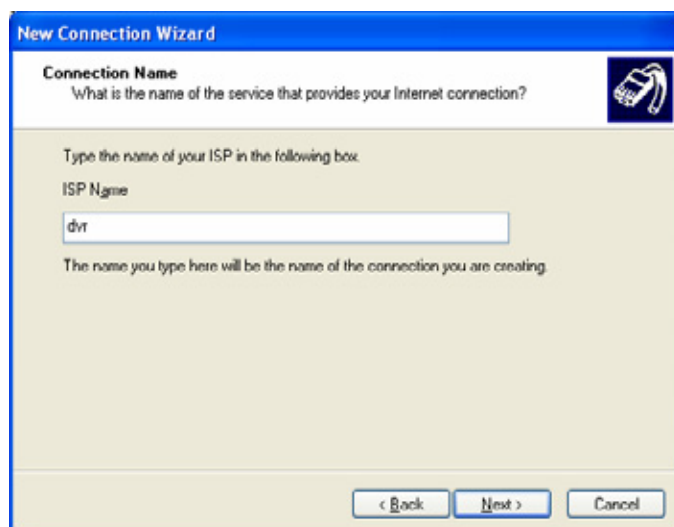 New Connection Wizard
Connection Name
What is the name of the service that provides your Internet connection?
Type the name of your ISP in the following box.
ISP Name
dvr
The name you type here will be the name of the connection you are creating.
< Back
Next >
Cancel